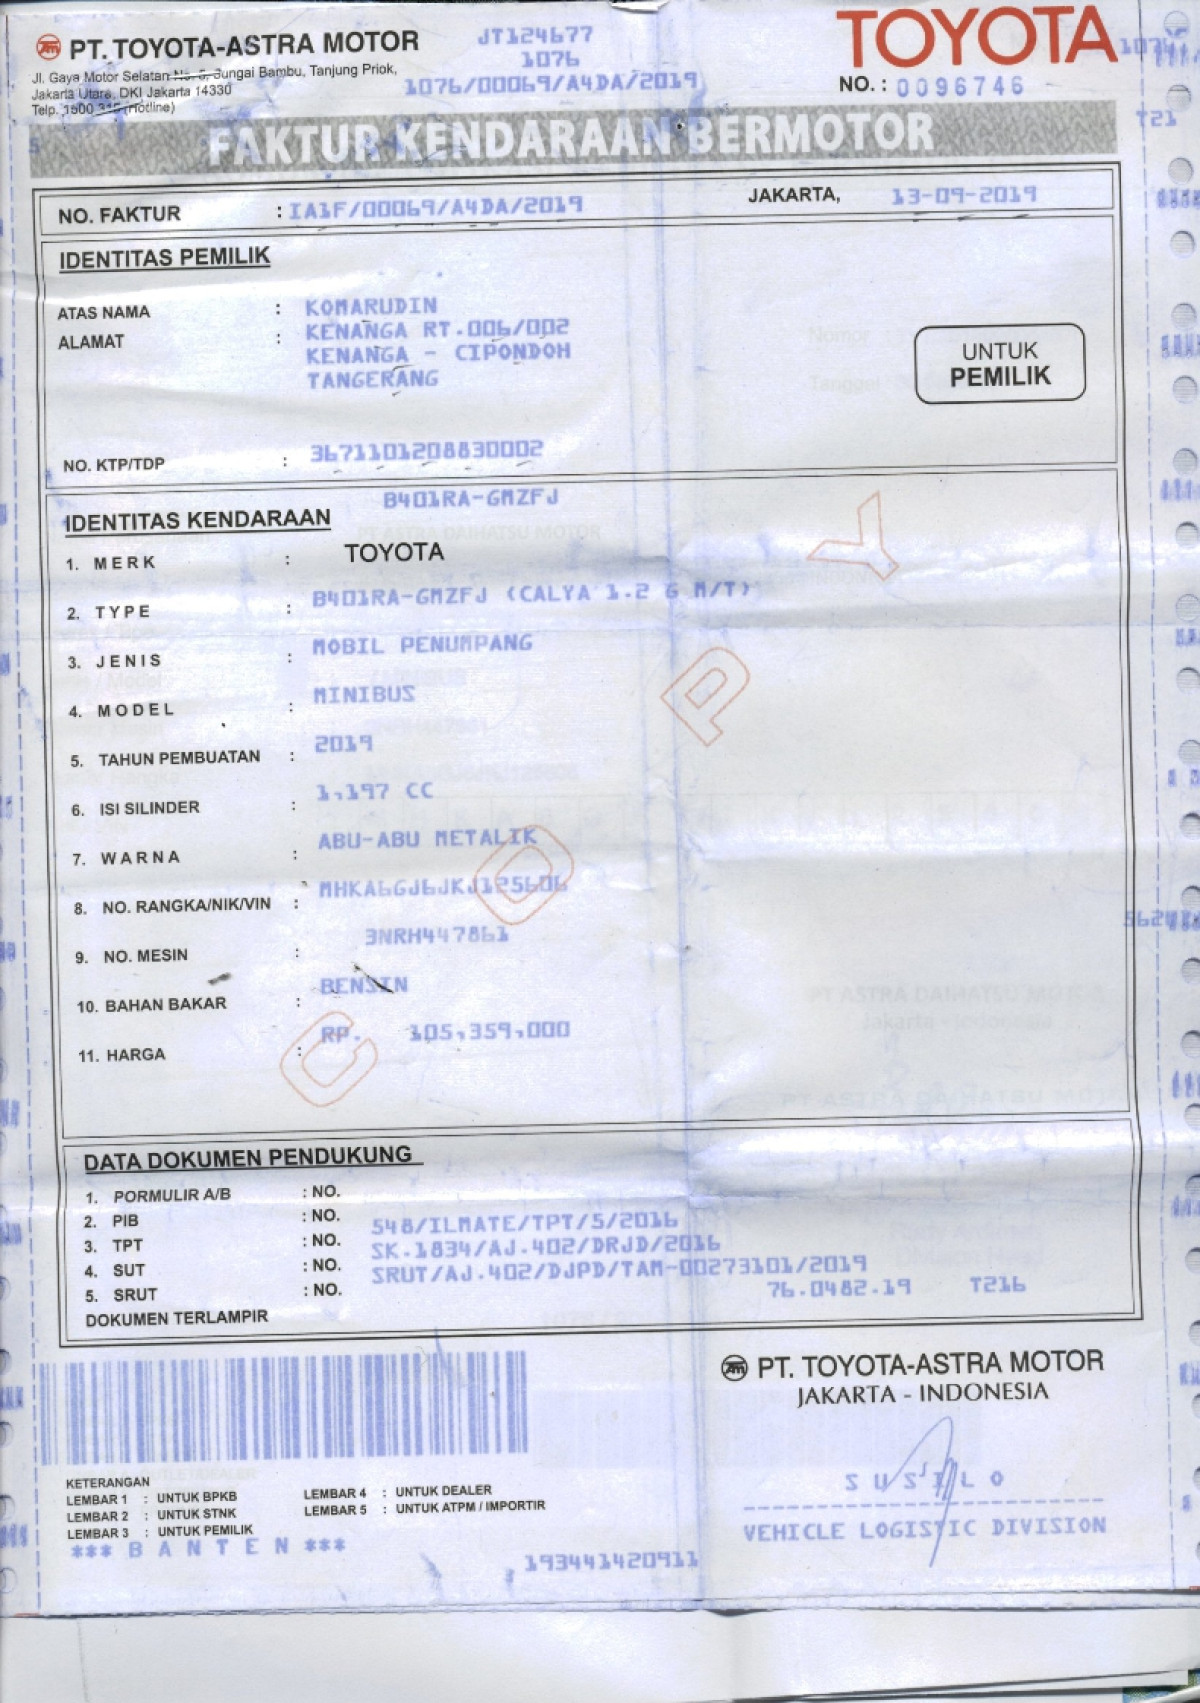 PT. TOYOTA-ASTRA MOTOR
Jl. Gaya Motor Selatan No. 5, Sungai Bambu, Tanjung Priok,
Jakarta Utara, DKI Jakarta 14330
Telp. 1500 315 (Hotline)
JT124677
1076
1076/00069/A4DA/2019
TOYOTA
NO. : 0096746
T21
FAKTUR KENDARAAN BERMOTOR
NO. FAKTUR : IA1F/00069/A4DA/2019 JAKARTA, 13-09-2019
IDENTITAS PEMILIK
ATAS NAMA : KOMARUDIN
ALAMAT : KENANGA RT.006/002
KENANGA - CIPONDOH
TANGERANG
UNTUK
PEMILIK
NO. KTP/TDP : 3671101208830002
B401RA-GMZFJ
IDENTITAS KENDARAAN
1. MERK : TOYOTA
2. TYPE : B401RA-GMZFJ (CALYA 1.2 G M/T)
3. JENIS : MOBIL PENUMPANG
4. MODEL : MINIBUS
5. TAHUN PEMBUATAN : 2019
6. ISI SILINDER : 1,197 CC
7. WARNA : ABU-ABU METALIK
8. NO. RANGKA/NIK/VIN : MHKA6GJ6JKJ125606
9. NO. MESIN : 3NRH447861
10. BAHAN BAKAR : BENSIN
11. HARGA : RP. 105,359,000
COPY
DATA DOKUMEN PENDUKUNG
1. PORMULIR A/B : NO.
2. PIB : NO.
3. TPT : NO. 548/ILMATE/TPT/5/2016
4. SUT : NO. SK.1834/AJ.402/DRJD/2016
5. SRUT : NO. SRUT/AJ.402/DJPD/TAM-00273101/2019
76.0482.19 T216
DOKUMEN TERLAMPIR
PT. TOYOTA-ASTRA MOTOR
JAKARTA - INDONESIA
SUSILO
VEHICLE LOGISTIC DIVISION
KETERANGAN
LEMBAR 1 : UNTUK BPKB
LEMBAR 2 : UNTUK STNK
LEMBAR 3 : UNTUK PEMILIK
LEMBAR 4 : UNTUK DEALER
LEMBAR 5 : UNTUK ATPM / IMPORTIR
*** B A N T E N ***
193441420911